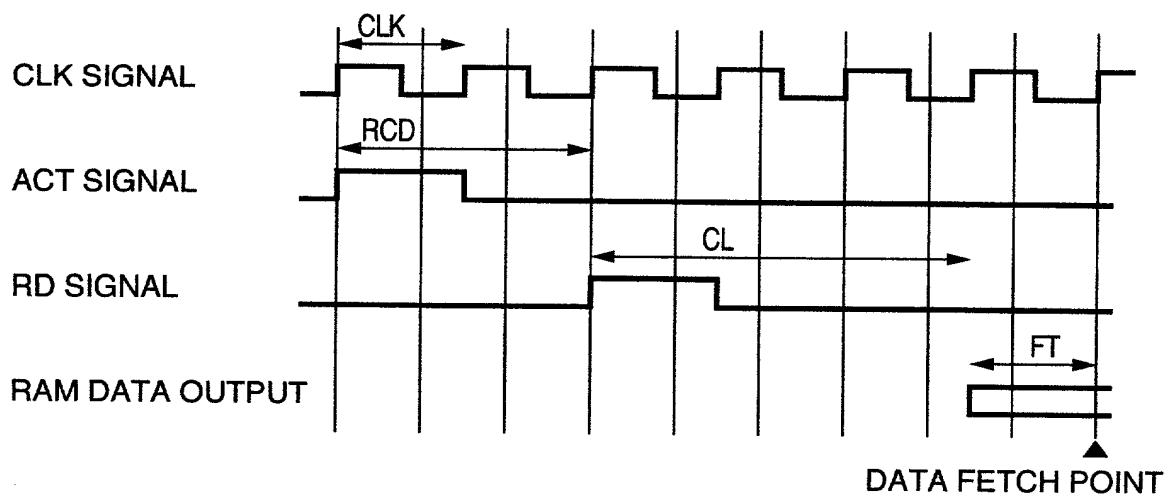 CLK
CLK SIGNAL
RCD
ACT SIGNAL
CL
RD SIGNAL
FT
RAM DATA OUTPUT
DATA FETCH POINT